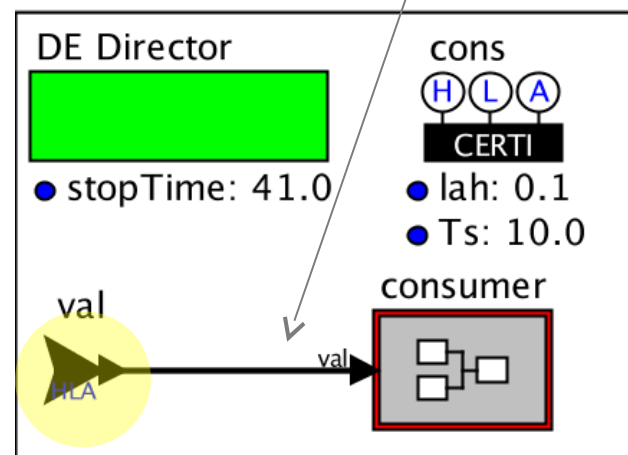 DE Director
cons
H L A
CERTI
stopTime: 41.0
lah: 0.1
Ts: 10.0
val
consumer
val
HLA